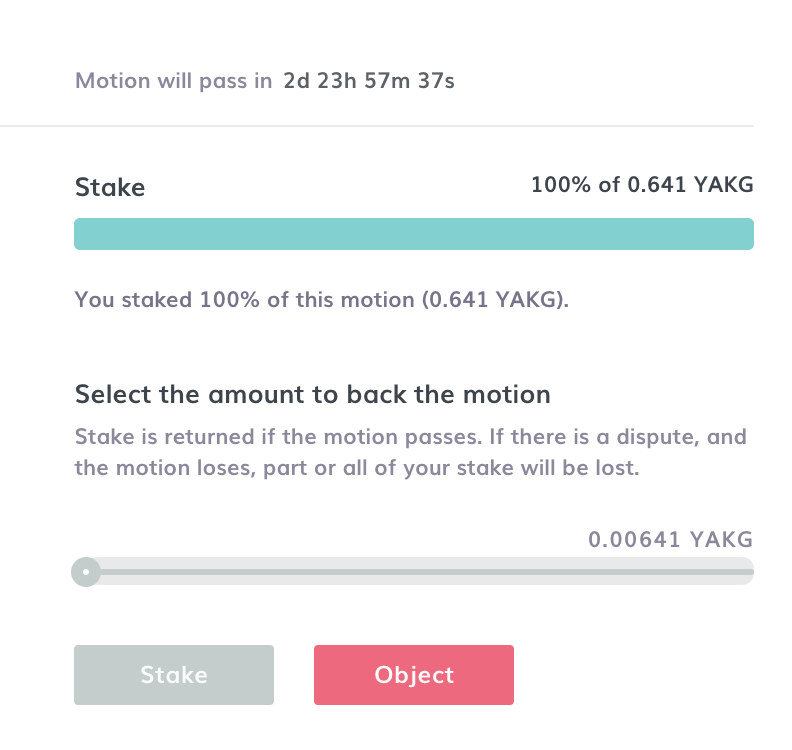 Motion will pass in 2d 23h 57m 37s
Stake
100% of 0.641 YAKG
You staked 100% of this motion (0.641 YAKG).
Select the amount to back the motion
Stake is returned if the motion passes. If there is a dispute, and
the motion loses, part or all of your stake will be lost.
0.00641 YAKG
Stake
Object